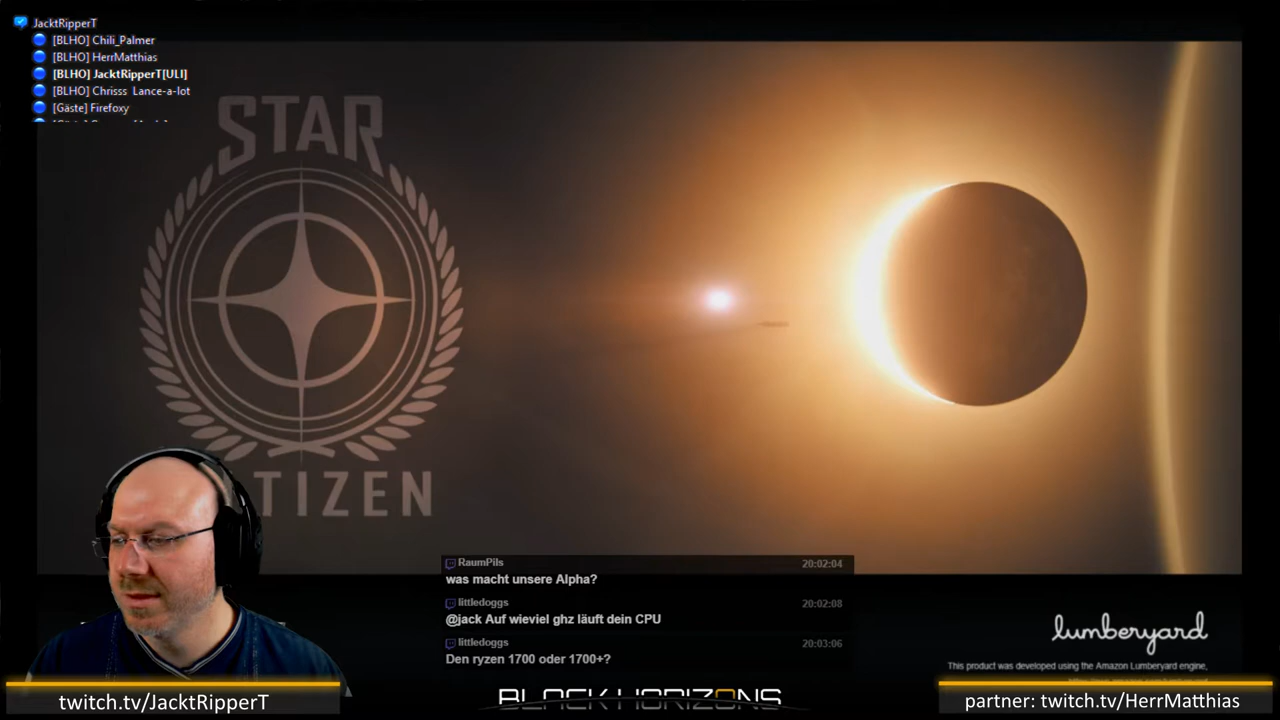 JacktRipperT
[BLHO] Chili_Palmer
[BLHO] HerrMatthias
[BLHO] JacktRipperT[ULI]
[BLHO] Chrisss Lance-a-lot
[Gäste] Firefoxy
STAR
TIZEN
RaumPils 20:02:04
was macht unsere Alpha?
littledoggs 20:02:08
@jack Auf wieviel ghz läuft dein CPU
littledoggs 20:03:06
Den ryzen 1700 oder 1700+?
lumberyard
This product was developed using the Amazon Lumberyard engine,
BLACK HORIZONS
twitch.tv/JacktRipperT
partner: twitch.tv/HerrMatthias